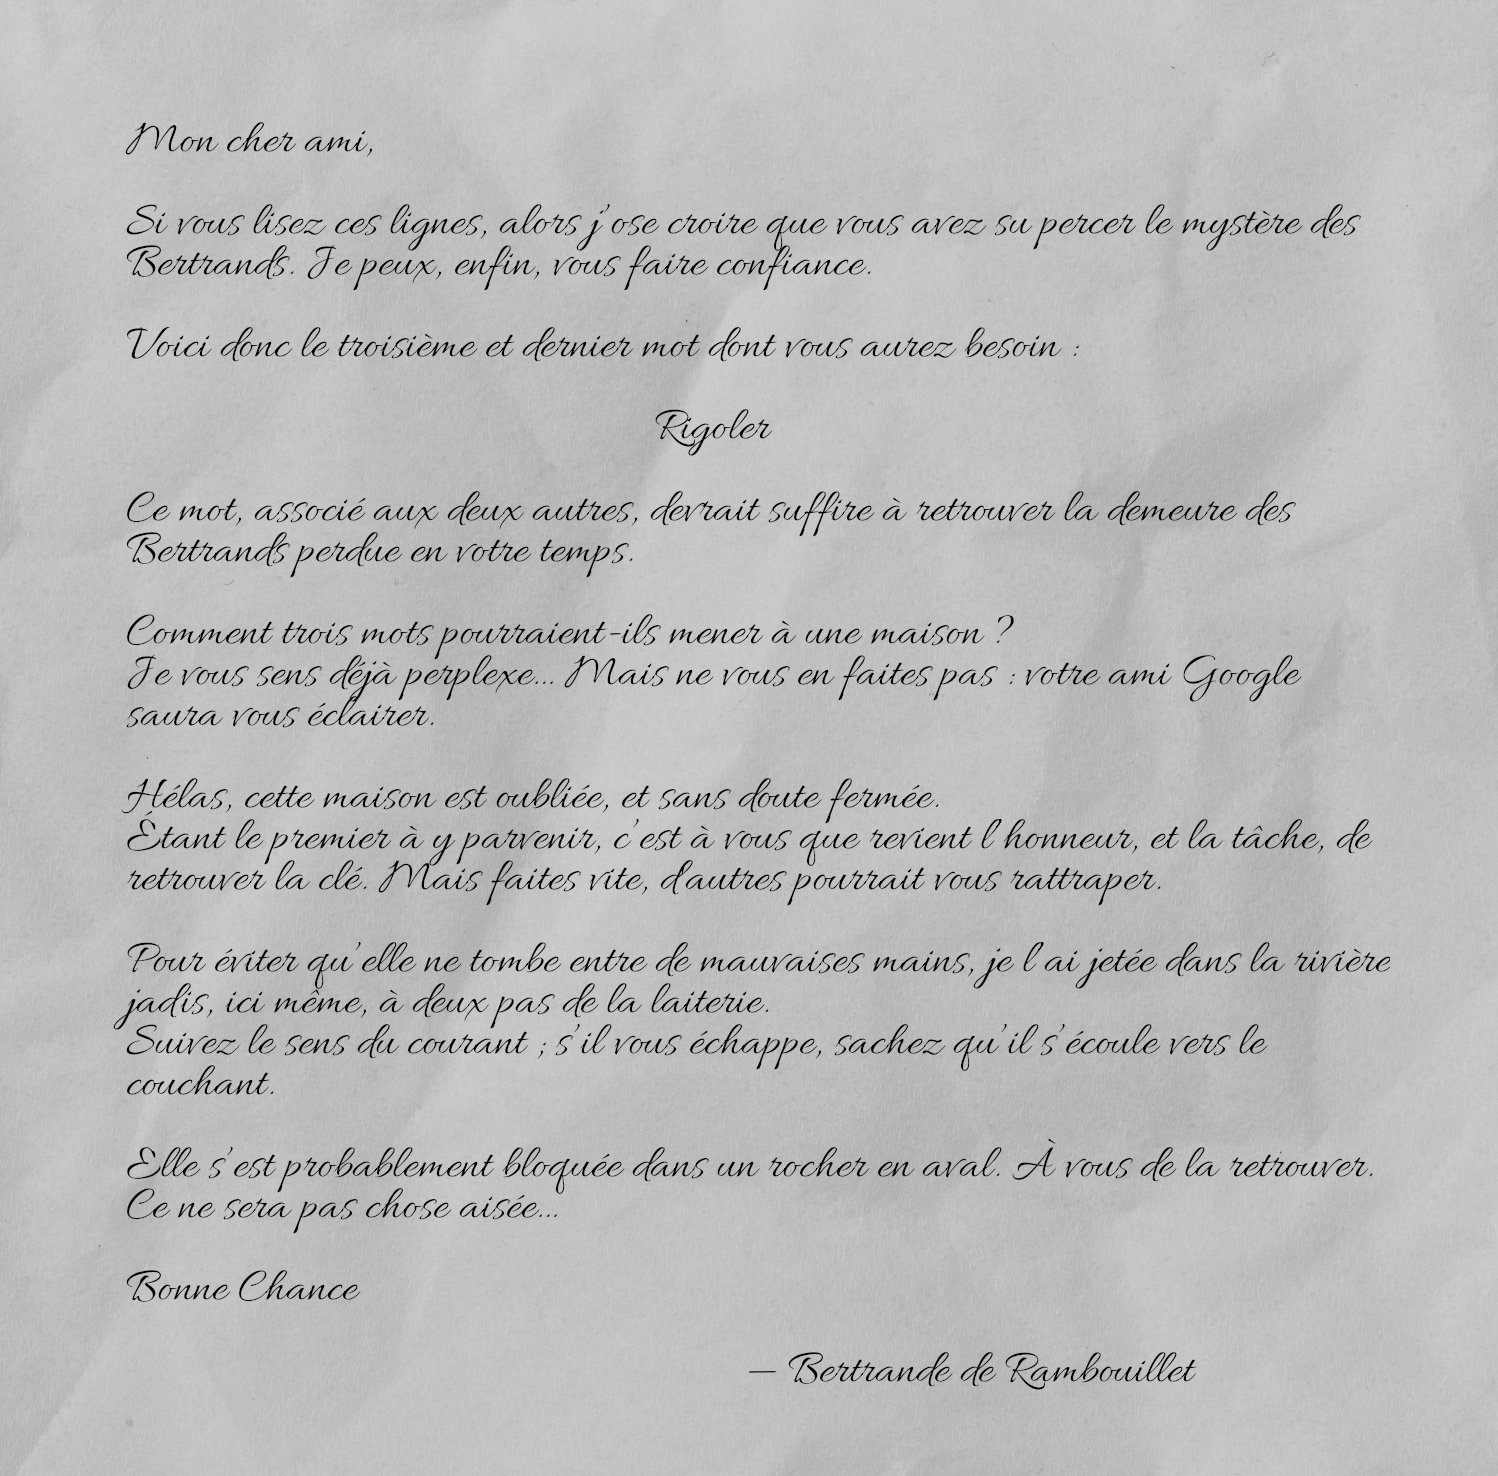 Mon cher ami,
Si vous lisez ces lignes, alors j'ose croire que vous avez su percer le mystère des
Bertrands. Je peux, enfin, vous faire confiance.
Voici donc le troisième et dernier mot dont vous aurez besoin :
Rigoler
Ce mot, associé aux deux autres, devrait suffire à retrouver la demeure des
Bertrands perdue en votre temps.
Comment trois mots pourraient-ils mener à une maison ?
Je vous sens déjà perplexe... Mais ne vous en faites pas : votre ami Google
saura vous éclairer.
Hélas, cette maison est oubliée, et sans doute fermée.
Étant le premier à y parvenir, c'est à vous que revient l'honneur, et la tâche, de
retrouver la clé. Mais faites vite, d'autres pourrait vous rattraper.
Pour éviter qu'elle ne tombe entre de mauvaises mains, je l'ai jetée dans la rivière
jadis, ici même, à deux pas de la laiterie.
Suivez le sens du courant ; s'il vous échappe, sachez qu'il s'écoule vers le
couchant.
Elle s'est probablement bloquée dans un rocher en aval. À vous de la retrouver.
Ce ne sera pas chose aisée...
Bonne Chance
— Bertrande de Rambouillet